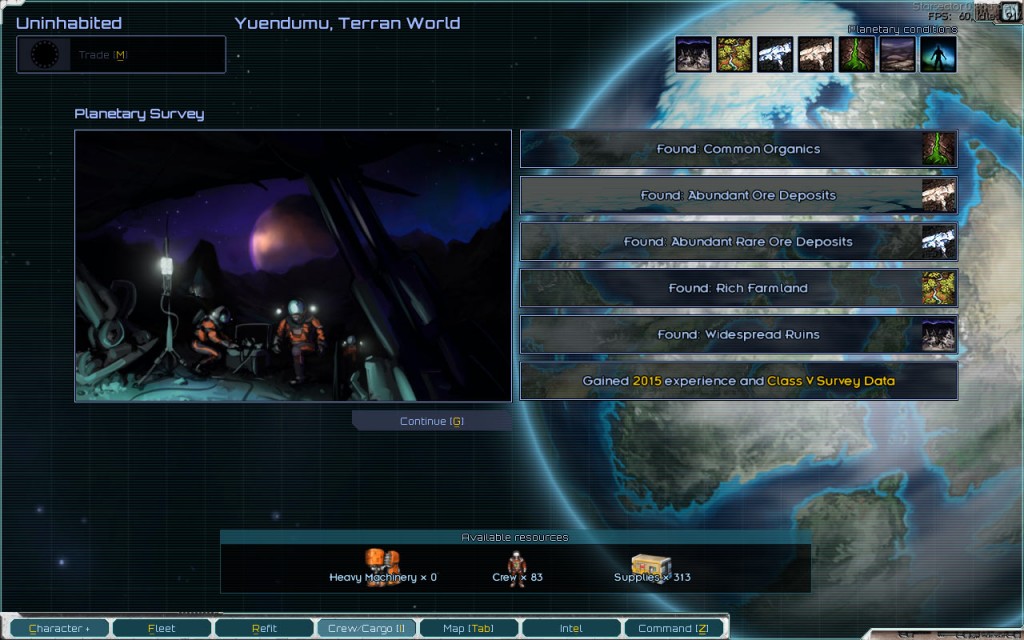 Uninhabited
Yuendumu, Terran World
FPS: 60, Idle:
Planetary conditions
Trade [M]
Planetary Survey
Found: Common Organics
Found: Abundant Ore Deposits
Found: Abundant Rare Ore Deposits
Found: Rich Farmland
Found: Widespread Ruins
Gained 2015 experience and Class V Survey Data
Continue [G]
Available resources
Heavy Machinery × 0
Crew × 83
Supplies × 313
Character +
Fleet
Refit
Crew/Cargo [I]
Map [Tab]
Intel
Command [Z]